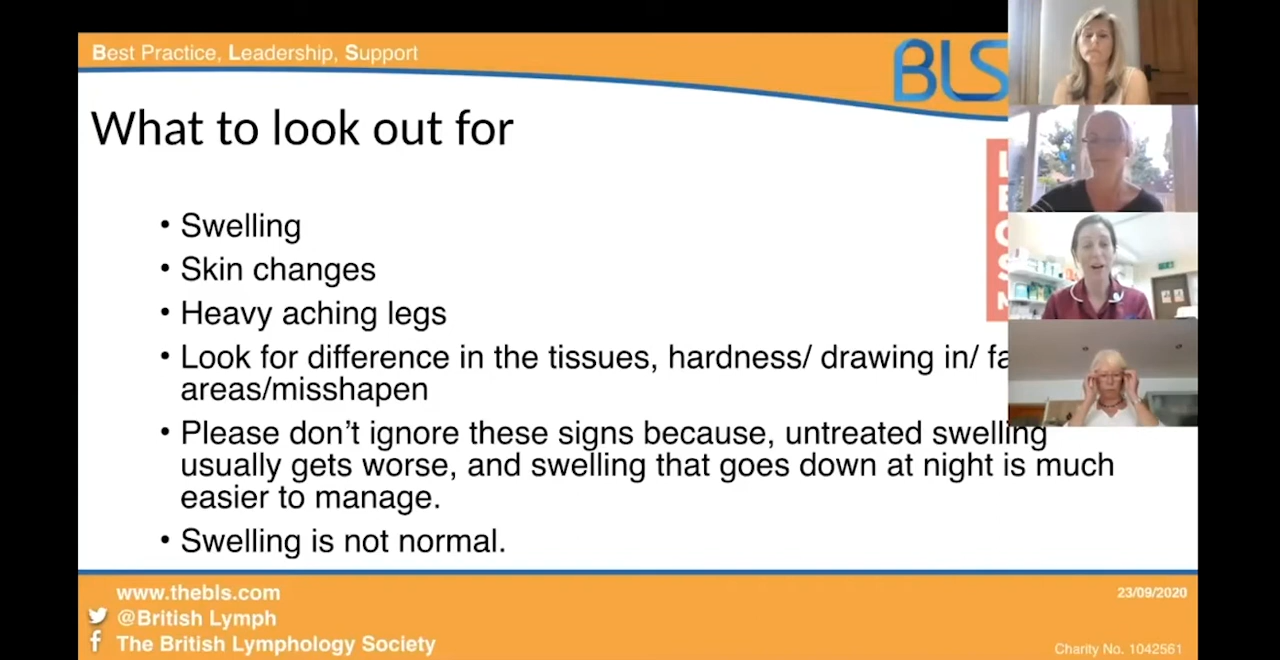 Best Practice, Leadership, Support
BLS
What to look out for
• Swelling
• Skin changes
• Heavy aching legs
• Look for difference in the tissues, hardness/ drawing in/
areas/misshapen
• Please don’t ignore these signs because, untreated swelling
usually gets worse, and swelling that goes down at night is much
easier to manage.
• Swelling is not normal.
www.thebls.com
23/09/2020
@British Lymph
The British Lymphology Society
Charity No. 1042561